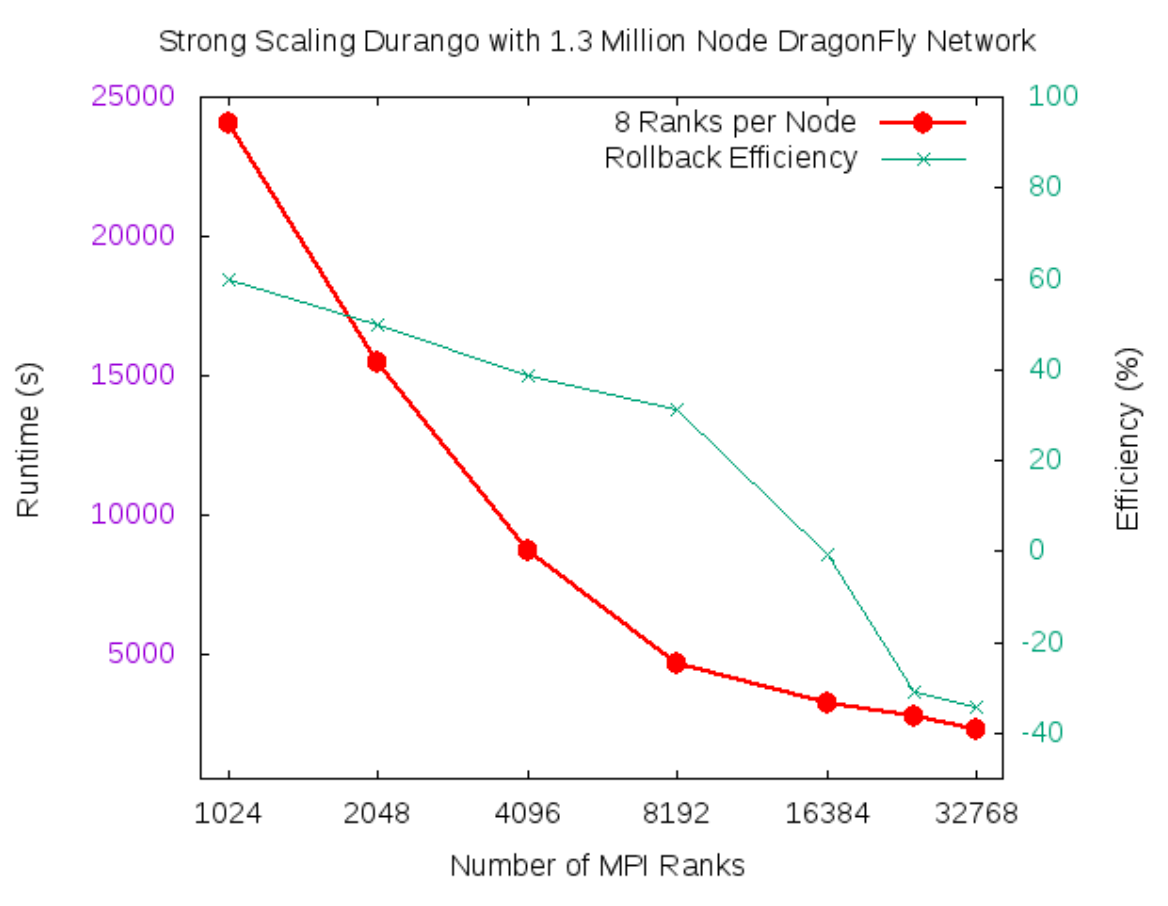 Strong Scaling Durango with 1.3 Million Node DragonFly Network
8 Ranks per Node
Rollback Efficiency
25000
20000
15000
10000
5000
Runtime (s)
100
80
60
40
20
0
-20
-40
Efficiency (%)
1024 2048 4096 8192 16384 32768
Number of MPI Ranks